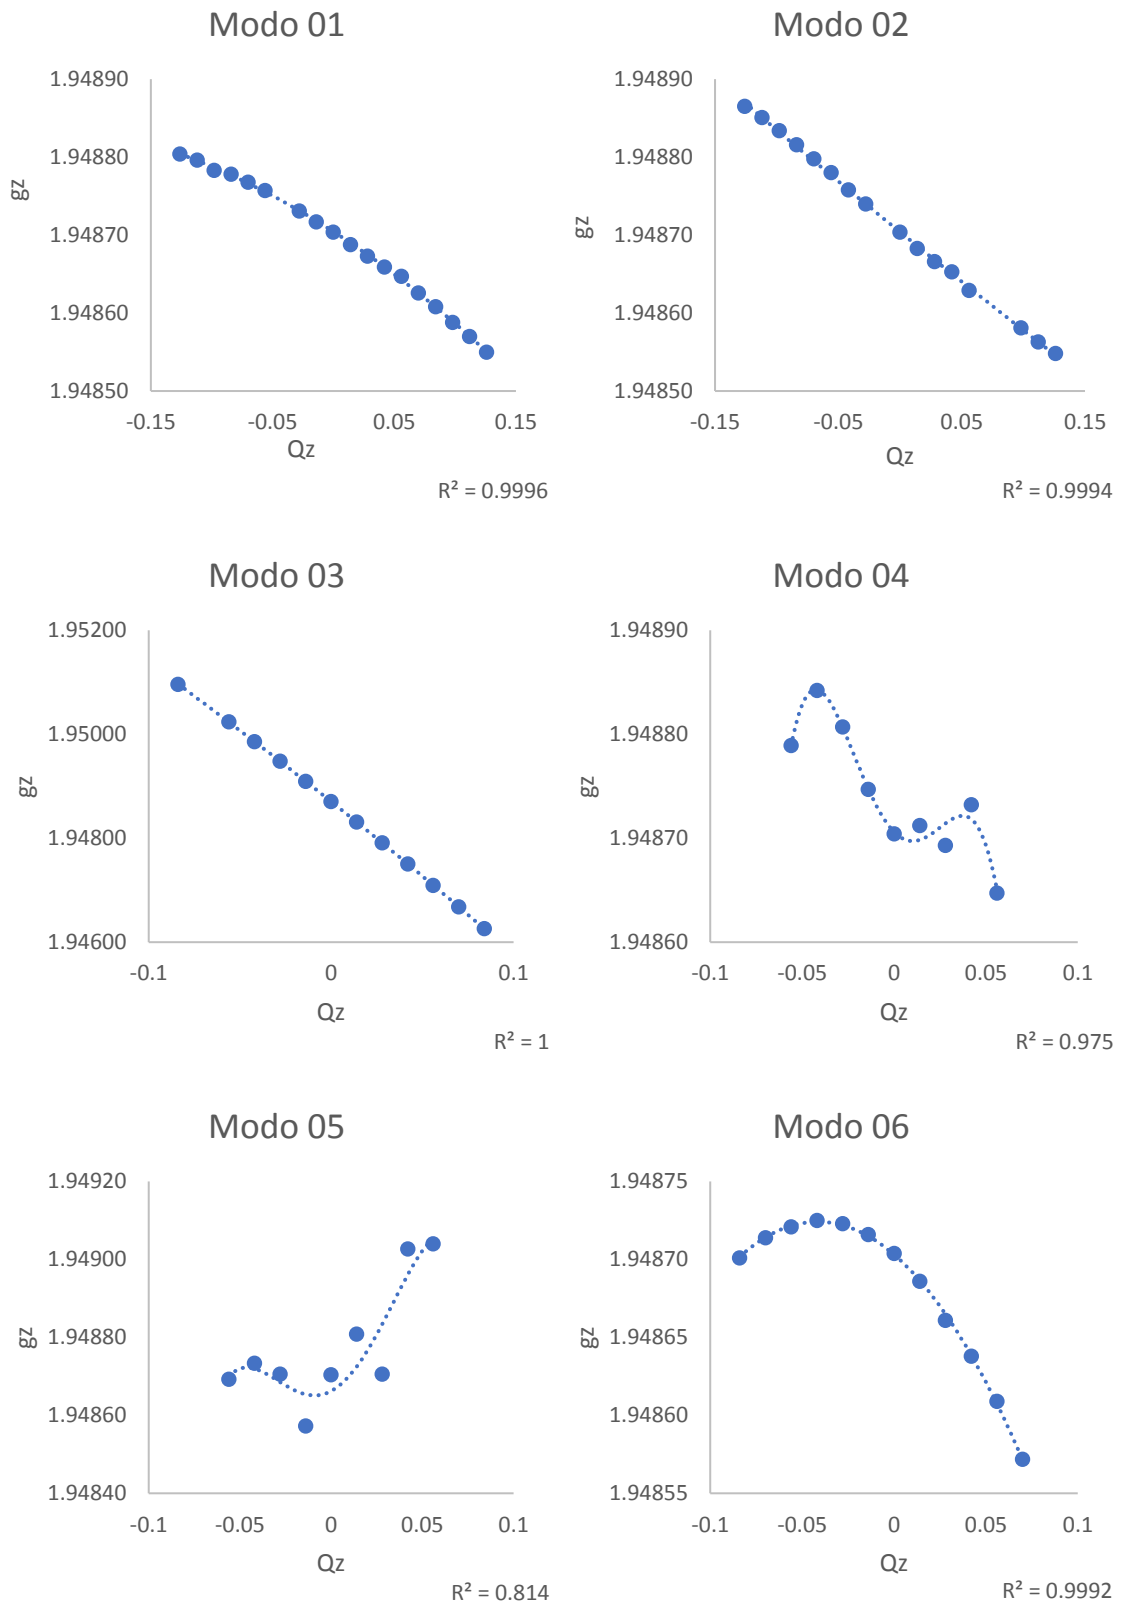 Modo 01
1.94890
1.94880
1.94870
1.94860
1.94850
gz
-0.15 -0.05 0.05 0.15
Qz
R² = 0.9996
Modo 02
1.94890
1.94880
1.94870
1.94860
1.94850
gz
-0.15 -0.05 0.05 0.15
Qz
R² = 0.9994
Modo 03
1.95200
1.95000
1.94800
1.94600
gz
-0.1 0 0.1
Qz
R² = 1
Modo 04
1.94890
1.94880
1.94870
1.94860
gz
-0.1 -0.05 0 0.05 0.1
Qz
R² = 0.975
Modo 05
1.94920
1.94900
1.94880
1.94860
1.94840
gz
-0.1 -0.05 0 0.05 0.1
Qz
R² = 0.814
Modo 06
1.94875
1.94870
1.94865
1.94860
1.94855
gz
-0.1 -0.05 0 0.05 0.1
Qz
R² = 0.9992